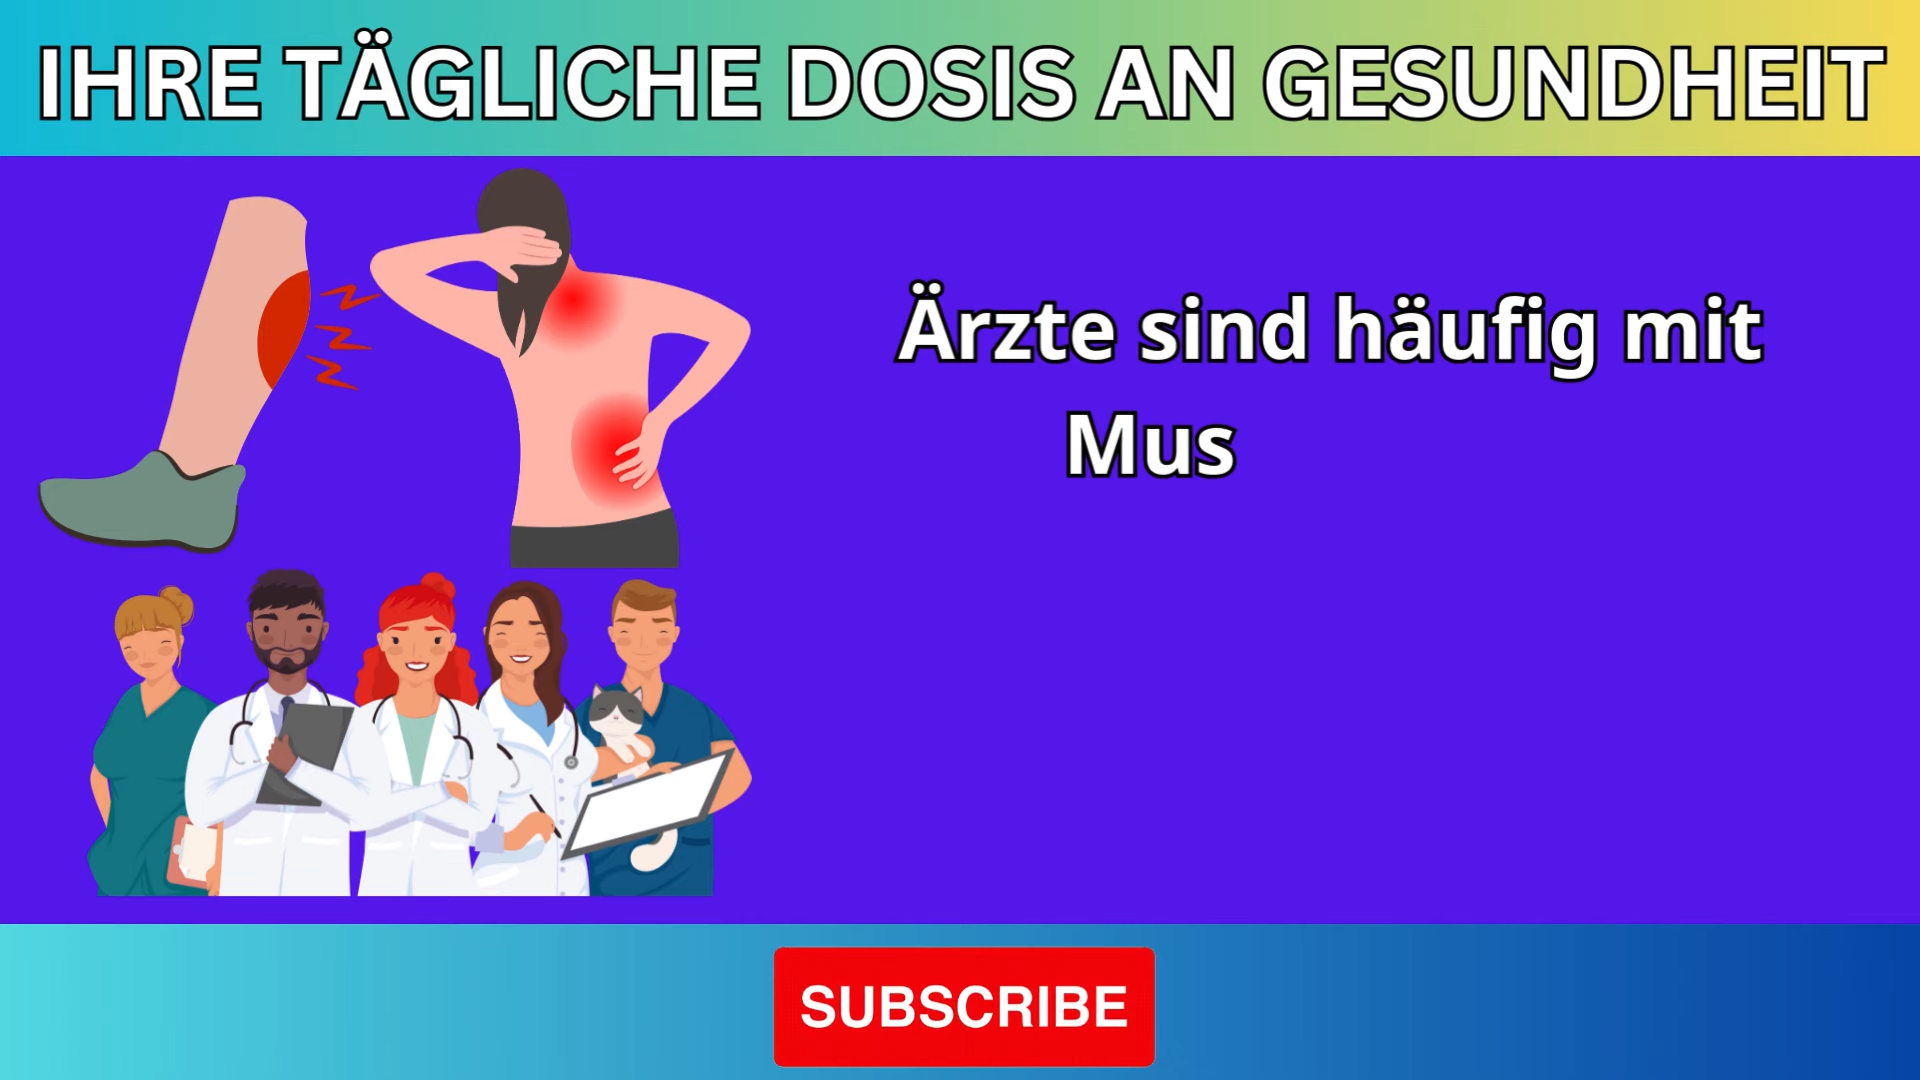 IHRE TÄGLICHE DOSIS AN GESUNDHEIT
Ärzte sind häufig mit
Mus
SUBSCRIBE